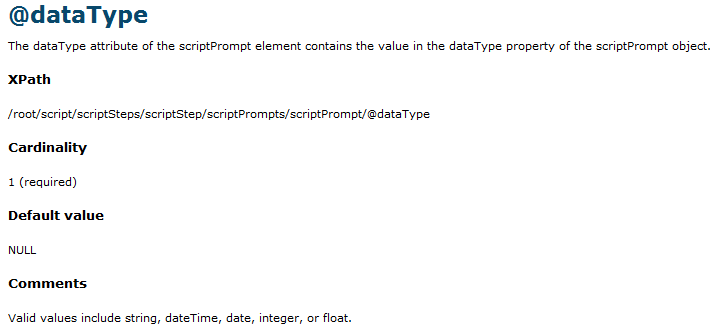 @dataType
The dataType attribute of the scriptPrompt element contains the value in the dataType property of the scriptPrompt object.
XPath
/root/script/scriptSteps/scriptStep/scriptPrompts/scriptPrompt/@dataType
Cardinality
1 (required)
Default value
NULL
Comments
Valid values include string, dateTime, date, integer, or float.